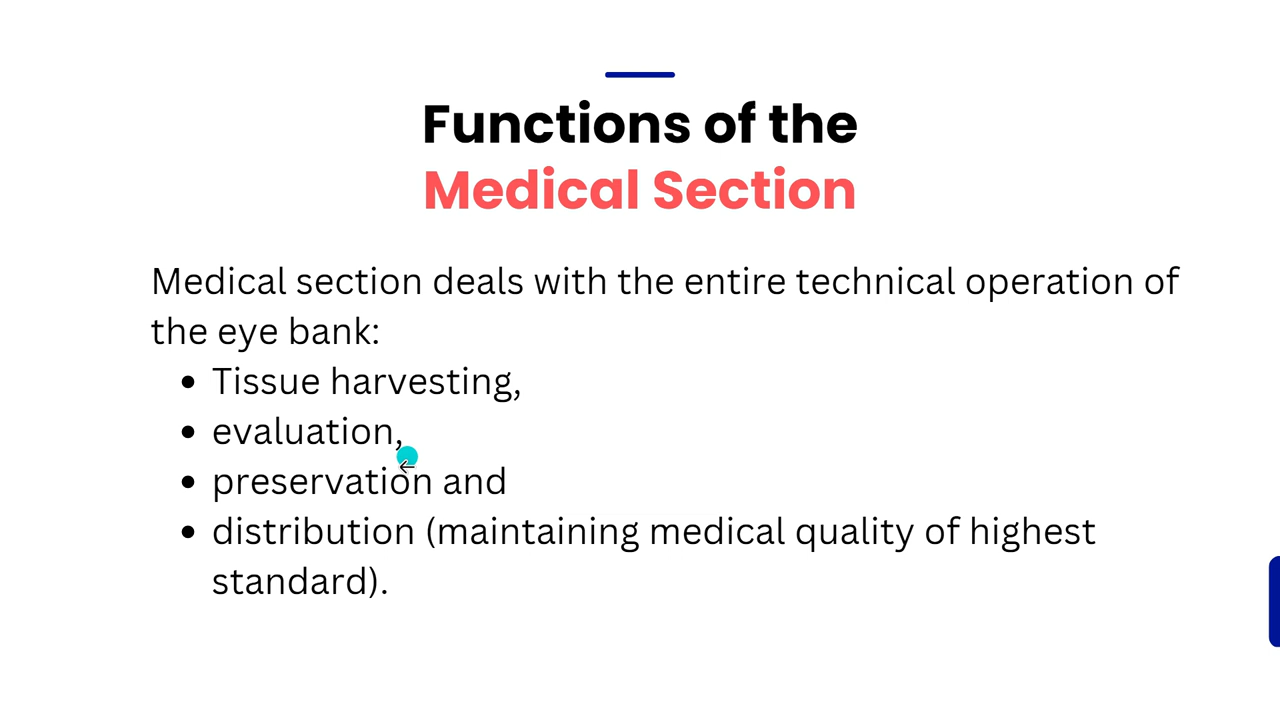 Functions of the
Medical Section
Medical section deals with the entire technical operation of
the eye bank:
• Tissue harvesting,
• evaluation,
• preservation and
• distribution (maintaining medical quality of highest
standard).